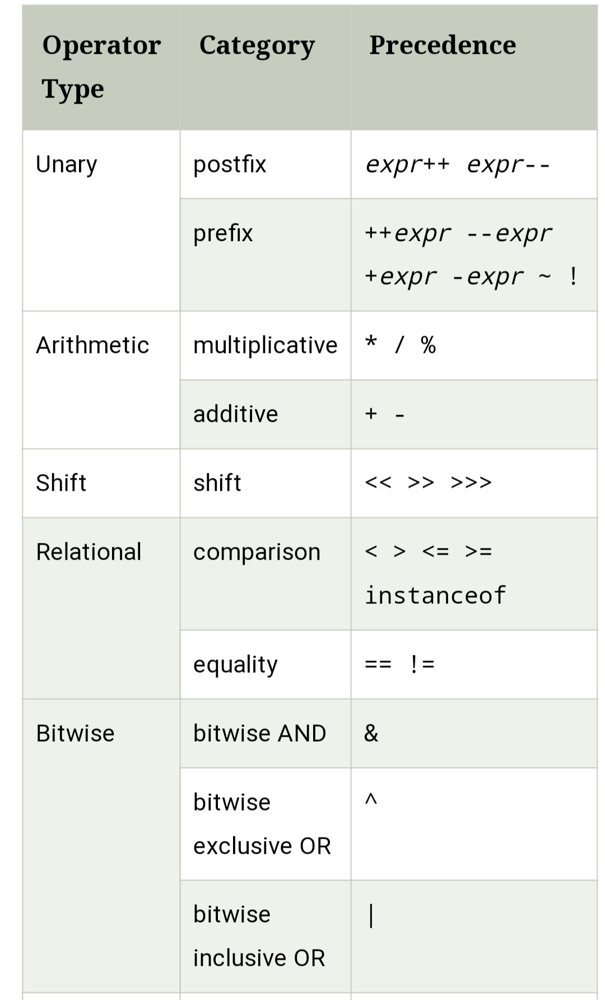 Operator Type Category Precedence
Unary postfix expr++ expr--
prefix ++expr --expr
+expr -expr ~ !
Arithmetic multiplicative * / %
additive + -
Shift shift << >> >>>
Relational comparison < > <= >=
instanceof
equality == !=
Bitwise bitwise AND &
bitwise exclusive OR ^
bitwise inclusive OR |